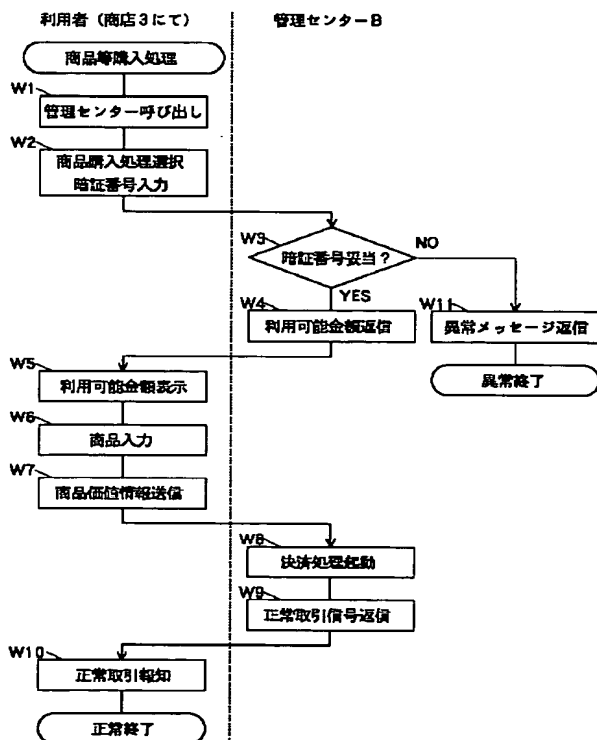 利用者（商店3にて）
管理センターB
商品等購入処理
W1
管理センター呼び出し
W2
商品購入処理選択
暗証番号入力
W3
暗証番号妥当？
NO
YES
W4
利用可能金額返信
W11
異常メッセージ返信
異常終了
W5
利用可能金額表示
W6
商品入力
W7
商品価値情報送信
W8
決済処理起動
W9
正常取引信号返信
W10
正常取引報知
正常終了